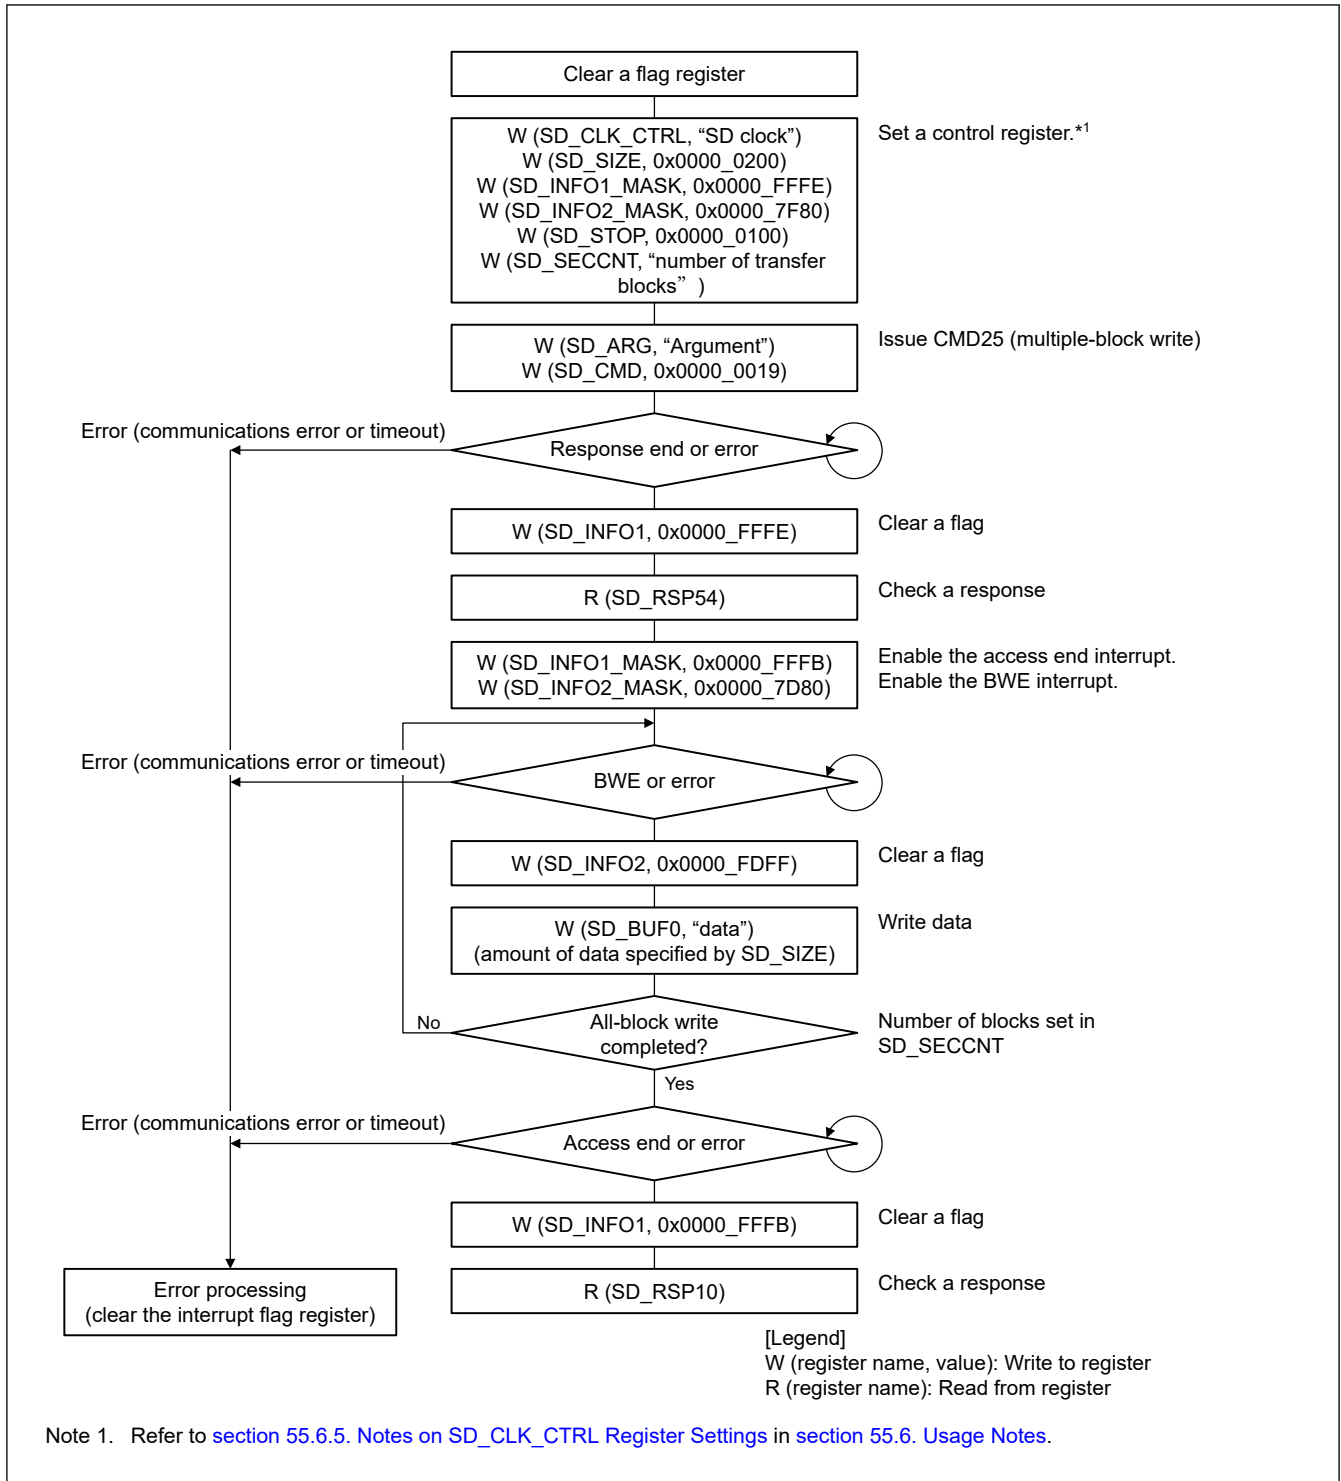 Clear a flag register
W (SD_CLK_CTRL, “SD clock”)
W (SD_SIZE, 0x0000_0200)
W (SD_INFO1_MASK, 0x0000_FFFE)
W (SD_INFO2_MASK, 0x0000_7F80)
W (SD_STOP, 0x0000_0100)
W (SD_SECCNT, “number of transfer
blocks” )
Set a control register.*1
W (SD_ARG, “Argument”)
W (SD_CMD, 0x0000_0019)
Issue CMD25 (multiple-block write)
Error (communications error or timeout)
Response end or error
W (SD_INFO1, 0x0000_FFFE)
Clear a flag
R (SD_RSP54)
Check a response
W (SD_INFO1_MASK, 0x0000_FFFB)
W (SD_INFO2_MASK, 0x0000_7D80)
Enable the access end interrupt.
Enable the BWE interrupt.
Error (communications error or timeout)
BWE or error
W (SD_INFO2, 0x0000_FDFF)
Clear a flag
W (SD_BUF0, “data”)
(amount of data specified by SD_SIZE)
Write data
No
All-block write
completed?
Number of blocks set in
SD_SECCNT
Yes
Error (communications error or timeout)
Access end or error
W (SD_INFO1, 0x0000_FFFB)
Clear a flag
Error processing
(clear the interrupt flag register)
R (SD_RSP10)
Check a response
[Legend]
W (register name, value): Write to register
R (register name): Read from register
Note 1. Refer to section 55.6.5. Notes on SD_CLK_CTRL Register Settings in section 55.6. Usage Notes.